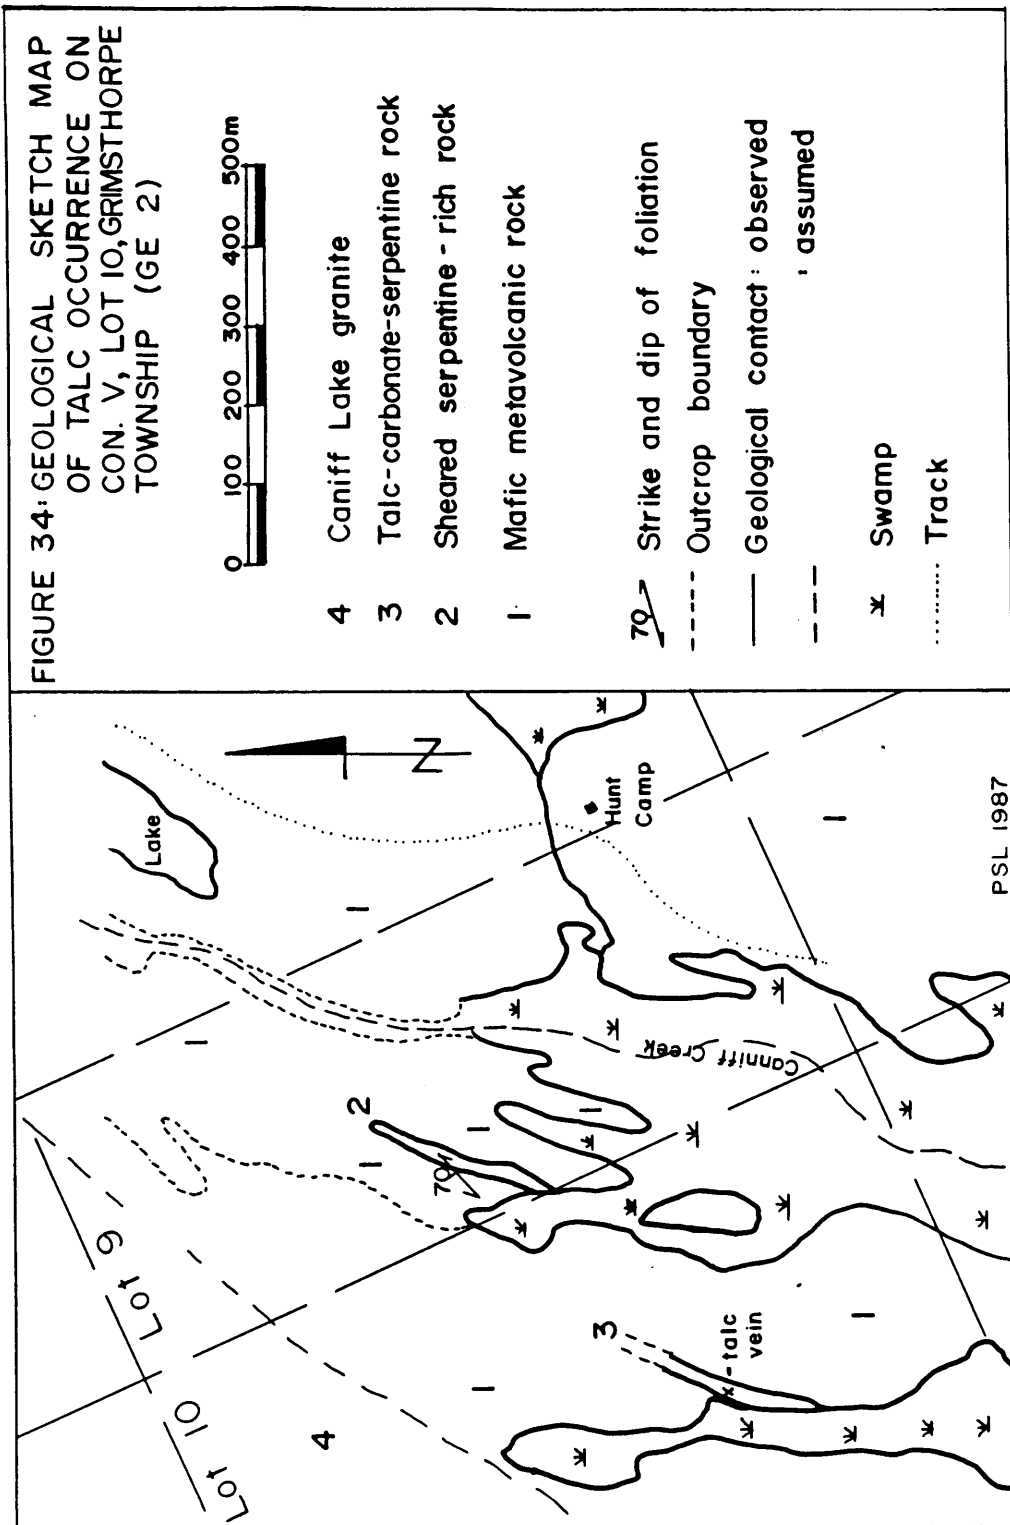 FIGURE 34: GEOLOGICAL SKETCH MAP
OF TALC OCCURRENCE ON
CON. V, LOT 10, GRIMSTHORPE
TOWNSHIP (GE 2)
0 100 200 300 400 500m
4 Caniff Lake granite
3 Talc-carbonate-serpentine rock
2 Sheared serpentine-rich rock
1 Mafic metavolcanic rock
70 Strike and dip of foliation
Outcrop boundary
Geological contact: observed
: assumed
Swamp
Track
Lake
N
Hunt
Camp
1
1
1
1
1
1
1
1
1
2
70
Canniff Creek
Lot 9
Lot 10
4
3
x-talc
vein
PSL 1987